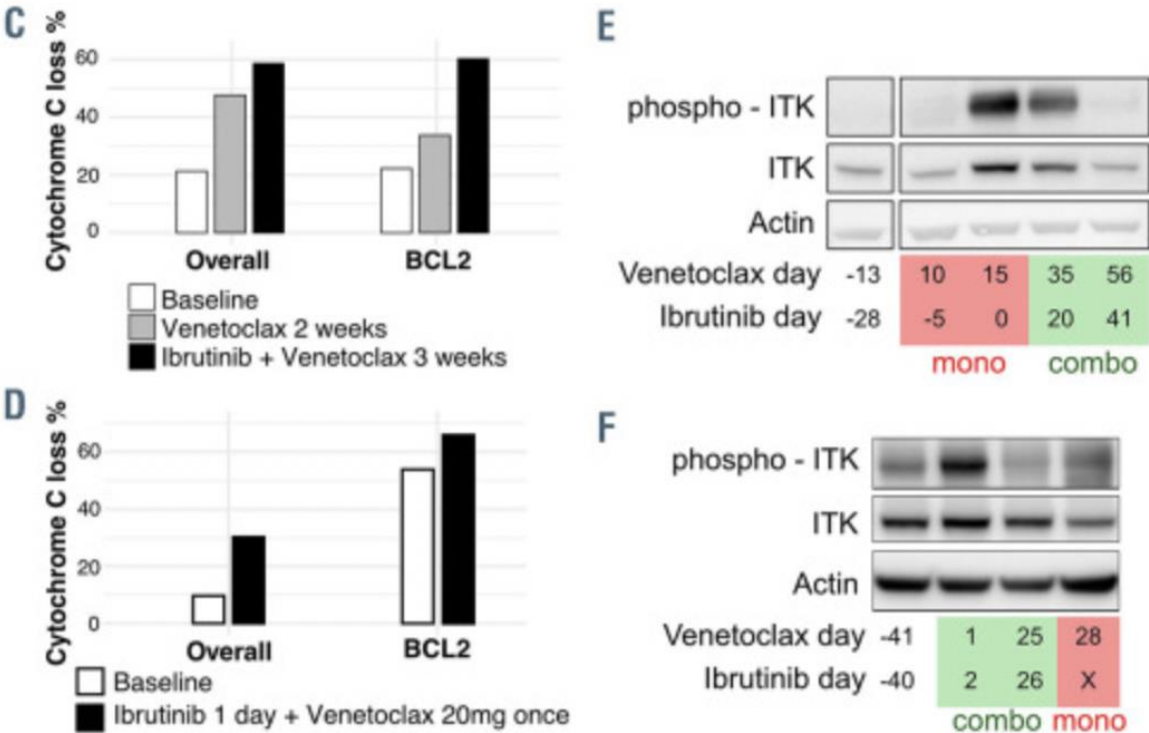 C
Cytochrome C loss %
60
40
20
0
Overall BCL2
Baseline
Venetoclax 2 weeks
Ibrutinib + Venetoclax 3 weeks
D
Cytochrome C loss %
60
40
20
0
Overall BCL2
Baseline
Ibrutinib 1 day + Venetoclax 20mg once
E
phospho - ITK
ITK
Actin
Venetoclax day -13 10 15 35 56
Ibrutinib day -28 -5 0 20 41
mono combo
F
phospho - ITK
ITK
Actin
Venetoclax day -41 1 25 28
Ibrutinib day -40 2 26 X
combo mono